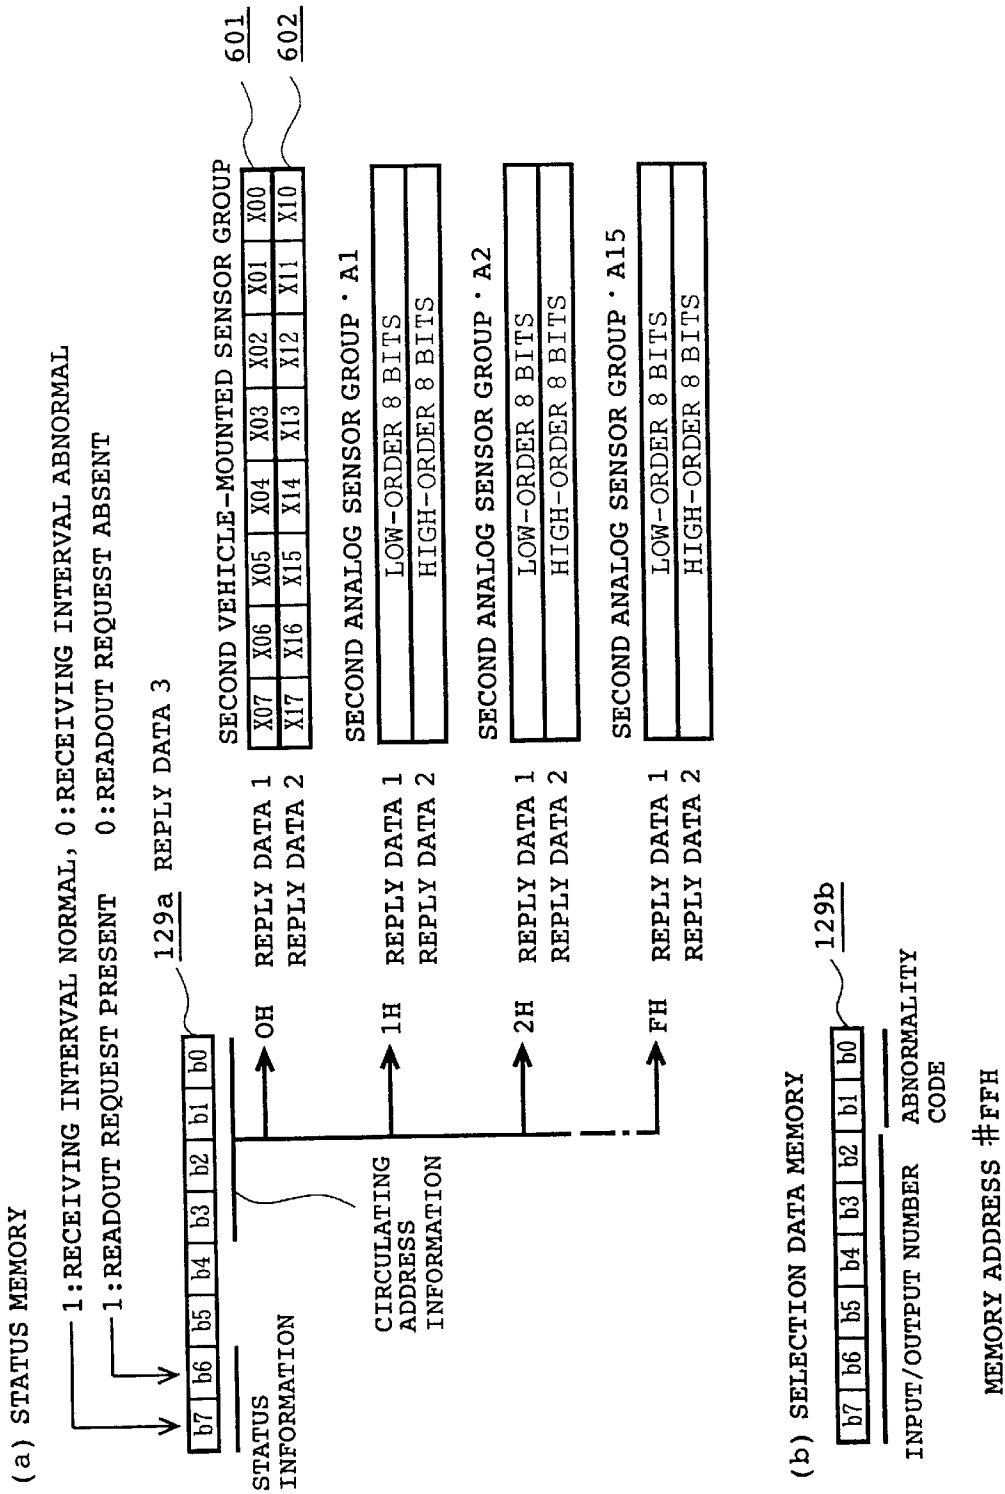 (a) STATUS MEMORY
1:RECEIVING INTERVAL NORMAL, 0:RECEIVING INTERVAL ABNORMAL
1:READOUT REQUEST PRESENT 0:READOUT REQUEST ABSENT
129a REPLY DATA 3
b7 b6 b5 b4 b3 b2 b1 b0
STATUS
INFORMATION
CIRCULATING
ADDRESS
INFORMATION
SECOND VEHICLE-MOUNTED SENSOR GROUP
0H REPLY DATA 1 X07 X06 X05 X04 X03 X02 X01 X00 601
REPLY DATA 2 X17 X16 X15 X14 X13 X12 X11 X10 602
SECOND ANALOG SENSOR GROUP・A1
1H REPLY DATA 1 LOW-ORDER 8 BITS
REPLY DATA 2 HIGH-ORDER 8 BITS
SECOND ANALOG SENSOR GROUP・A2
2H REPLY DATA 1 LOW-ORDER 8 BITS
REPLY DATA 2 HIGH-ORDER 8 BITS
SECOND ANALOG SENSOR GROUP・A15
FH REPLY DATA 1 LOW-ORDER 8 BITS
REPLY DATA 2 HIGH-ORDER 8 BITS
(b) SELECTION DATA MEMORY
129b
b7 b6 b5 b4 b3 b2 b1 b0
INPUT/OUTPUT NUMBER ABNORMALITY
CODE
MEMORY ADDRESS #FFH